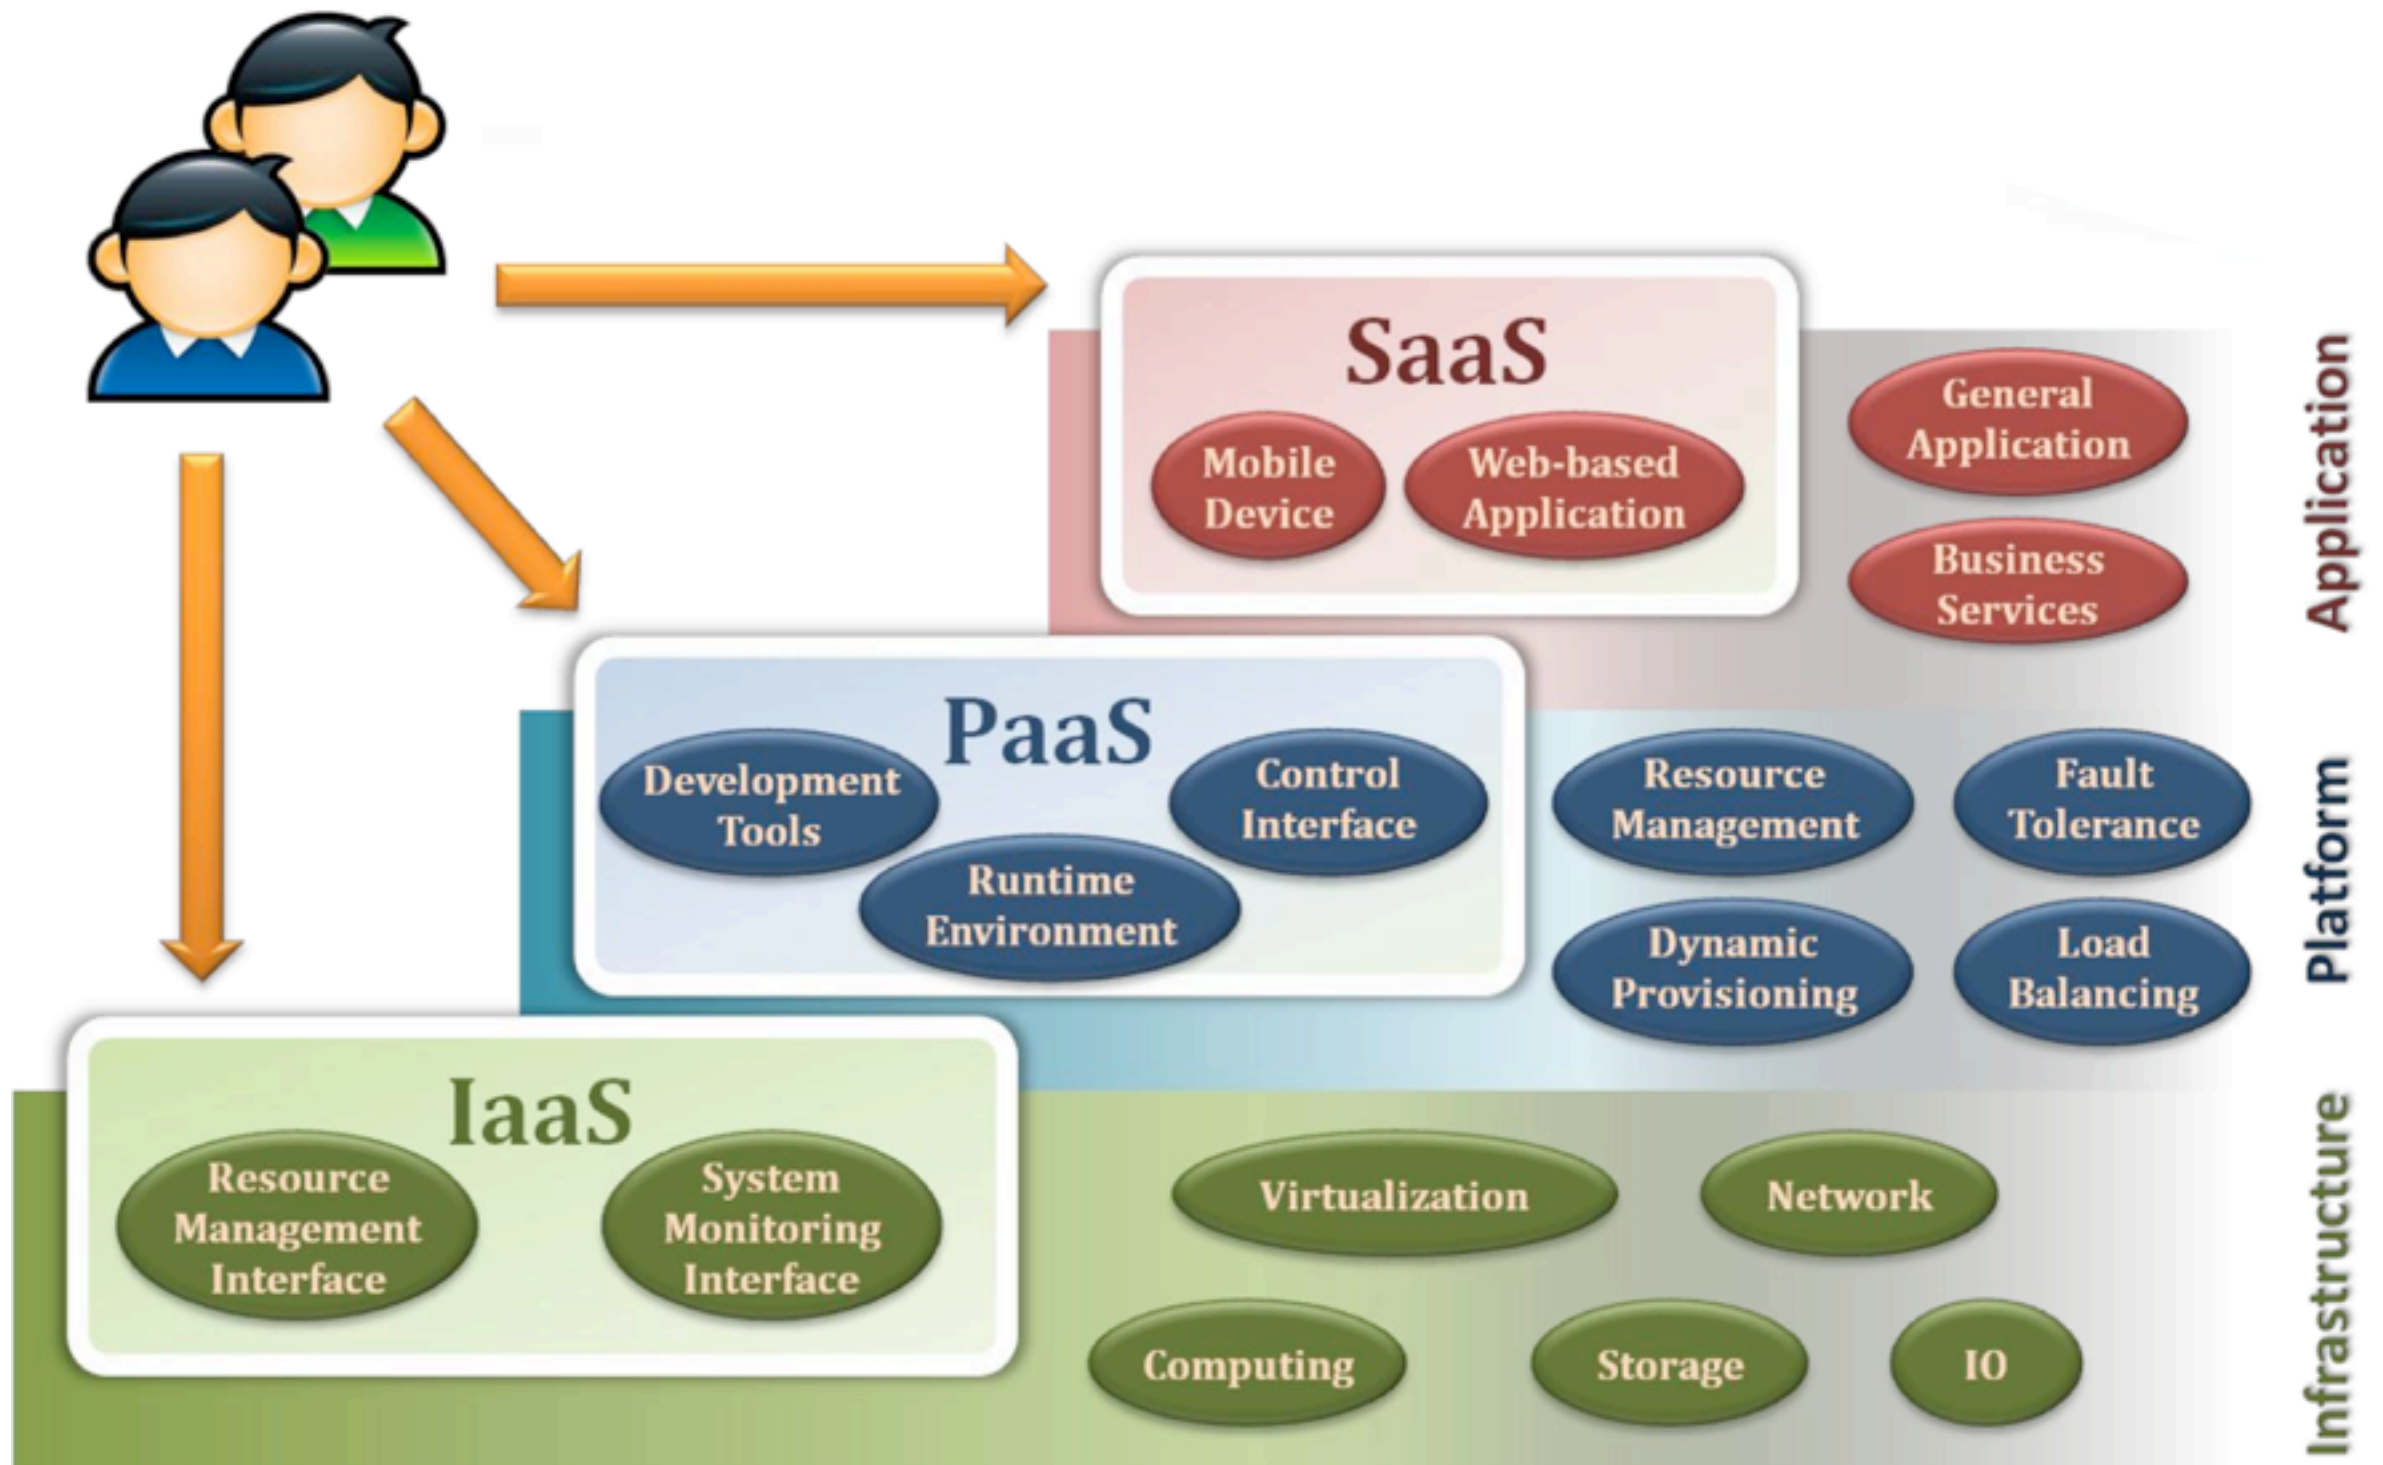 SaaS
Mobile
Device
Web-based
Application
General
Application
Business
Services
Application
PaaS
Development
Tools
Control
Interface
Runtime
Environment
Resource
Management
Fault
Tolerance
Dynamic
Provisioning
Load
Balancing
Platform
IaaS
Resource
Management
Interface
System
Monitoring
Interface
Virtualization
Network
Computing
Storage
IO
Infrastructure